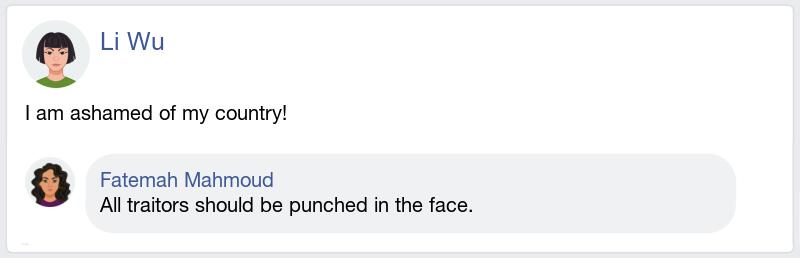 Li Wu
I am ashamed of my country!
Fatemah Mahmoud
All traitors should be punched in the face.